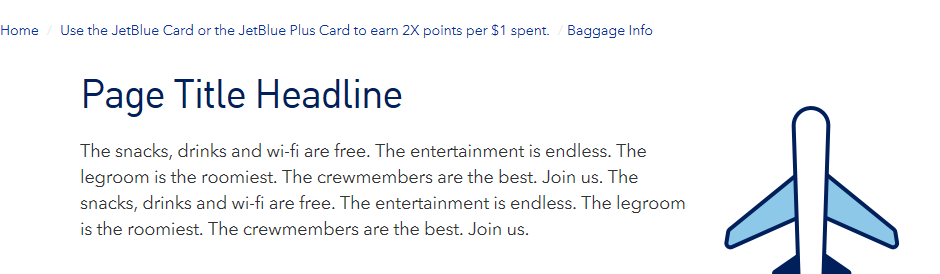 Home / Use the JetBlue Card or the JetBlue Plus Card to earn 2X points per $1 spent. / Baggage Info
Page Title Headline
The snacks, drinks and wi-fi are free. The entertainment is endless. The
legroom is the roomiest. The crewmembers are the best. Join us. The
snacks, drinks and wi-fi are free. The entertainment is endless. The legroom
is the roomiest. The crewmembers are the best. Join us.